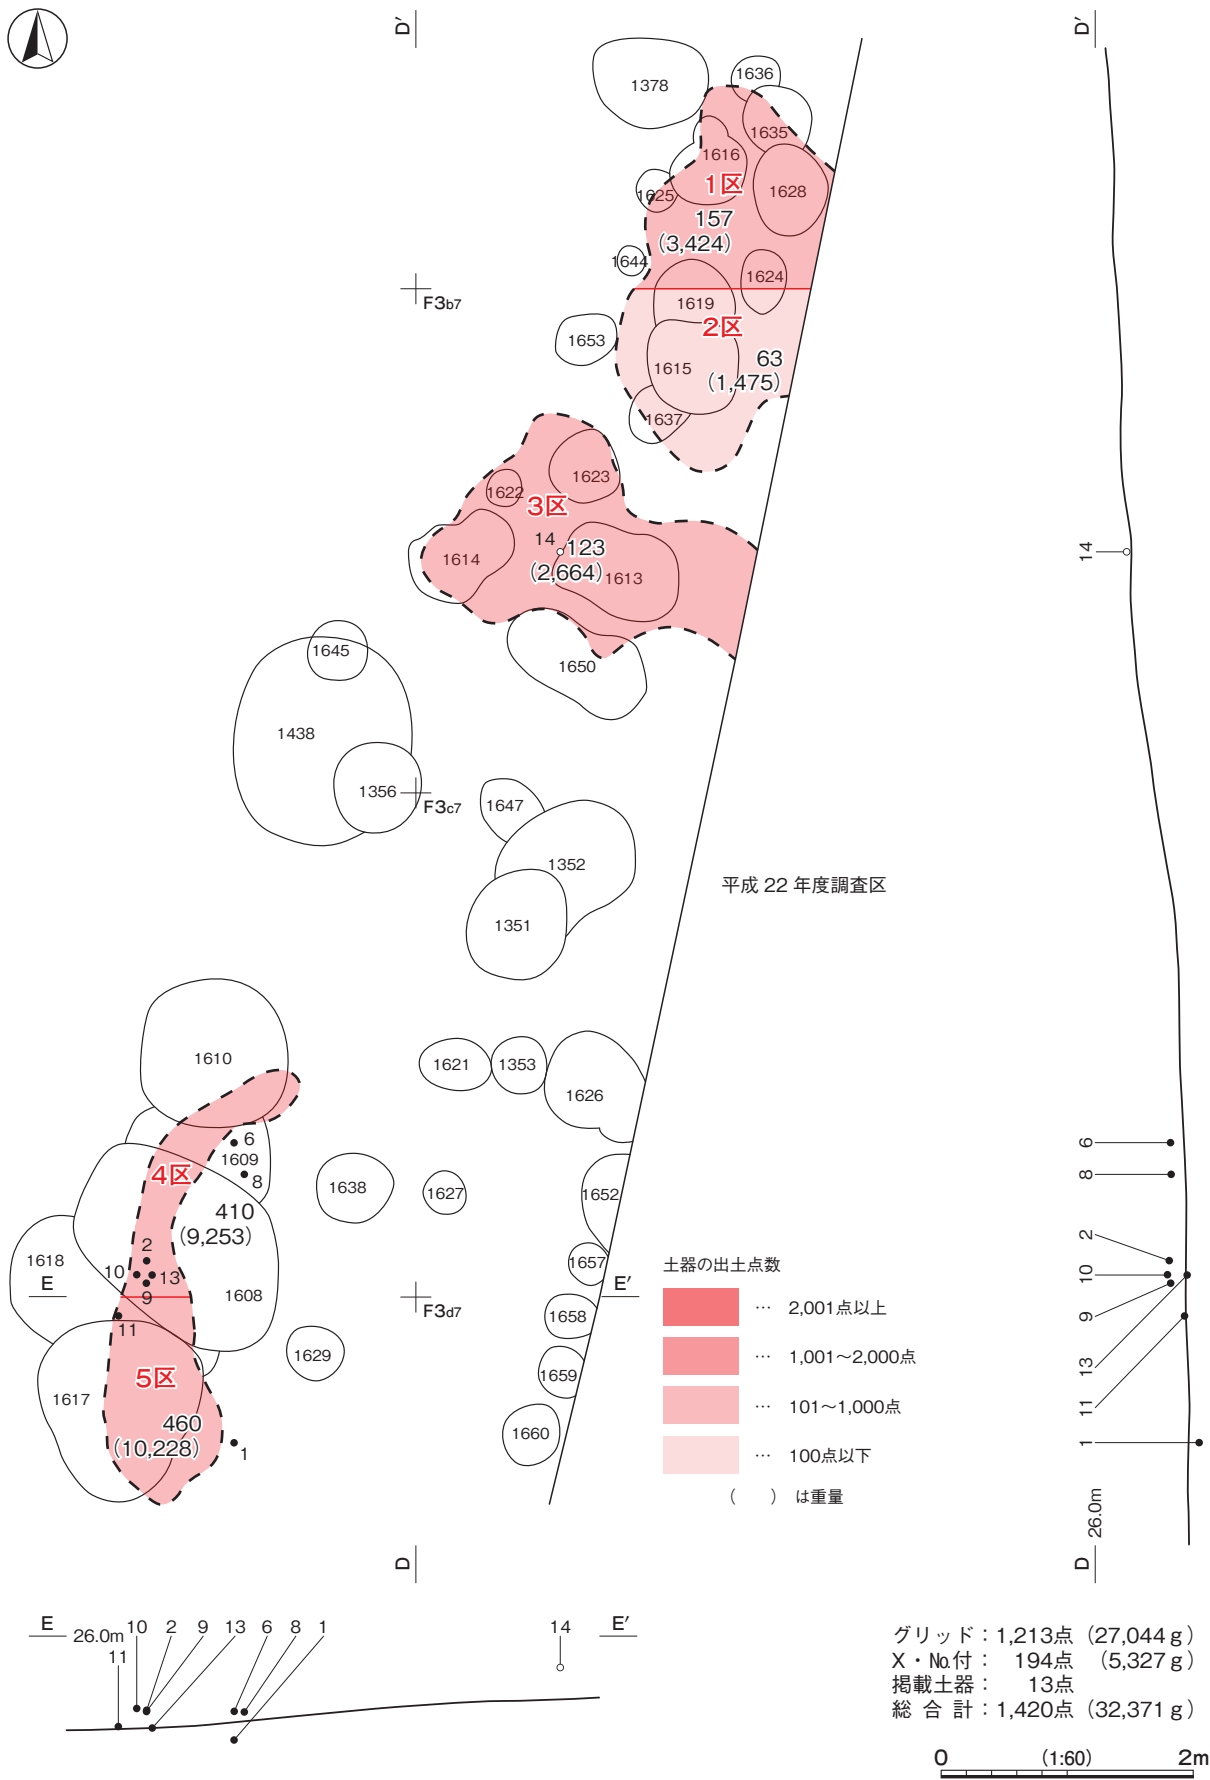 D′
D′
1378
1636
1635
1616
1628
1625
1区
157
(3,424)
1644
1624
F3b7
1619
2区
1653
63
1615
(1,475)
1637
1623
1622
3区
14
123
1614
(2,664)
1613
14
1650
1645
1438
1356
F3c7
1647
1352
平成 22 年度調査区
1351
1610
1621
1353
1626
6
6
1609
8
8
4区
1638
1627
1652
410
(9,253)
2
2
1618
10
13
1657
10
E
E′
9
1608
F3d7
11
1658
9
1629
1659
13
5区
1617
11
460
(10,228)
1
1660
1
土器の出土点数
… 2,001点以上
… 1,001〜2,000点
… 101〜1,000点
… 100点以下
( ) は重量
26.0m
D
D
E
26.0m
10
2
9
13
6
8
1
14
E′
11
グリッド：1,213点 (27,044ｇ)
X・№付： 194点 (5,327ｇ)
掲載土器： 13点
総 合 計：1,420点 (32,371ｇ)
0 (1:60) 2m